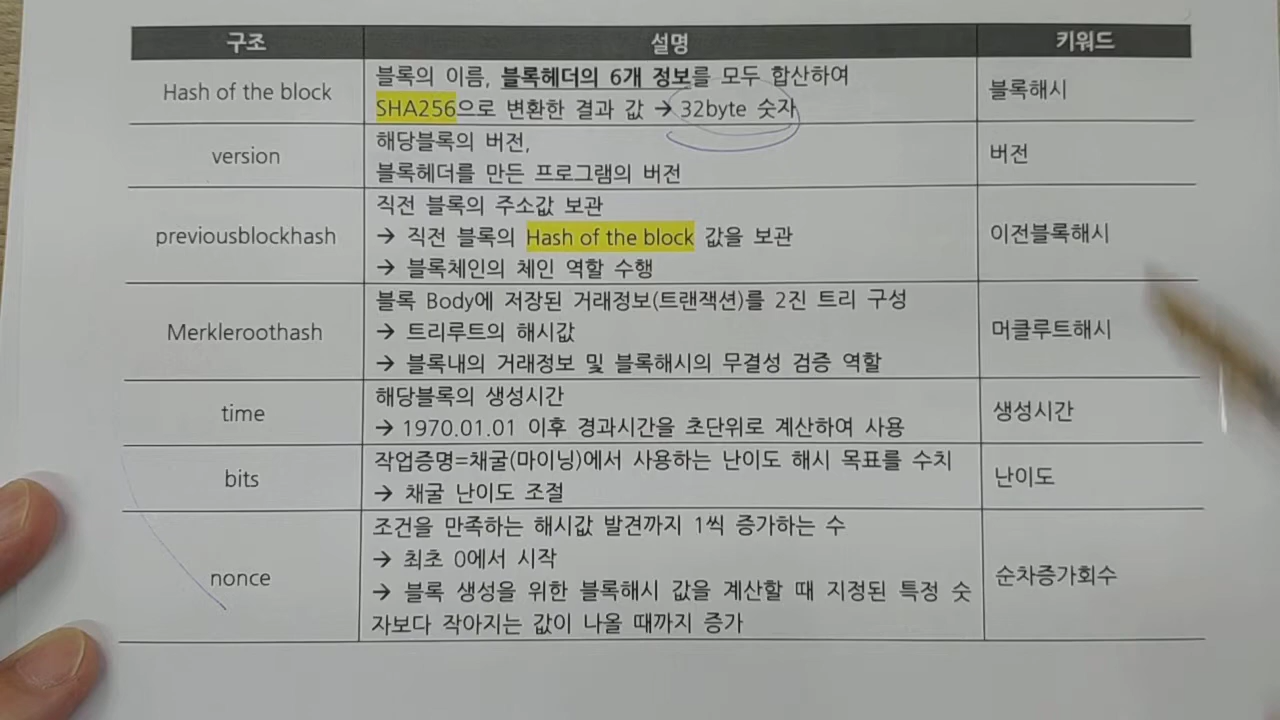 구조 설명 키워드
Hash of the block
블록의 이름, 블록헤더의 6개 정보를 모두 합산하여
SHA256으로 변환한 결과 값 → 32byte 숫자
블록해시
version
해당블록의 버전,
블록헤더를 만든 프로그램의 버전
버전
previousblockhash
직전 블록의 주소값 보관
→ 직전 블록의 Hash of the block 값을 보관
→ 블록체인의 체인 역할 수행
이전블록해시
Merkleroothash
블록 Body에 저장된 거래정보(트랜잭션)를 2진 트리 구성
→ 트리루트의 해시값
→ 블록내의 거래정보 및 블록해시의 무결성 검증 역할
머클루트해시
time
해당블록의 생성시간
→ 1970.01.01 이후 경과시간을 초단위로 계산하여 사용
생성시간
bits
작업증명=채굴(마이닝)에서 사용하는 난이도 해시 목표를 수치
→ 채굴 난이도 조절
난이도
nonce
조건을 만족하는 해시값 발견까지 1씩 증가하는 수
→ 최초 0에서 시작
→ 블록 생성을 위한 블록해시 값을 계산할 때 지정된 특정 숫
자보다 작아지는 값이 나올 때까지 증가
순차증가회수